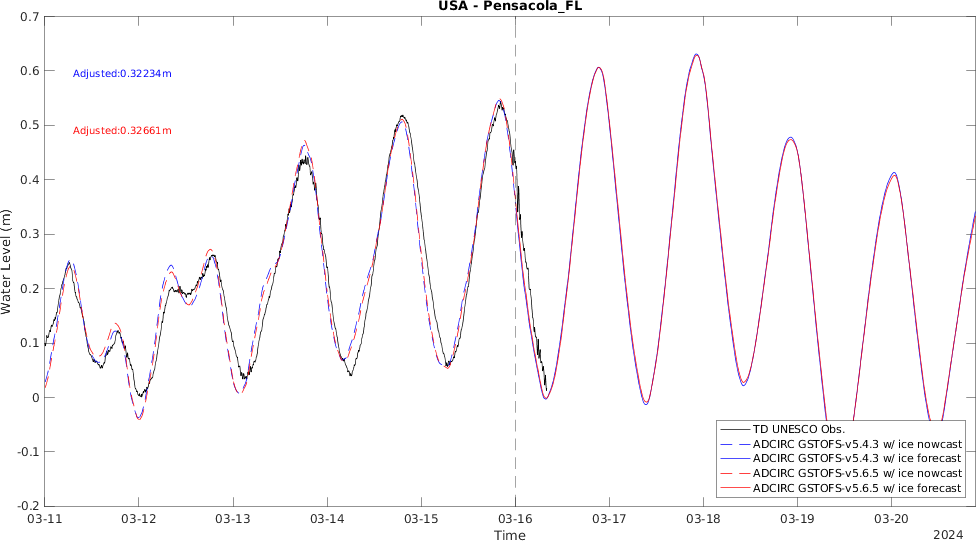 USA - Pensacola_FL
0.7
0.6
0.5
0.4
0.3
0.2
0.1
0
-0.1
-0.2
Water Level (m)
Adjusted:0.32234m
Adjusted:0.32661m
TD UNESCO Obs.
ADCIRC GSTOFS-v5.4.3 w/ ice nowcast
ADCIRC GSTOFS-v5.4.3 w/ ice forecast
ADCIRC GSTOFS-v5.6.5 w/ ice nowcast
ADCIRC GSTOFS-v5.6.5 w/ ice forecast
03-11 03-12 03-13 03-14 03-15 03-16 03-17 03-18 03-19 03-20
Time
2024